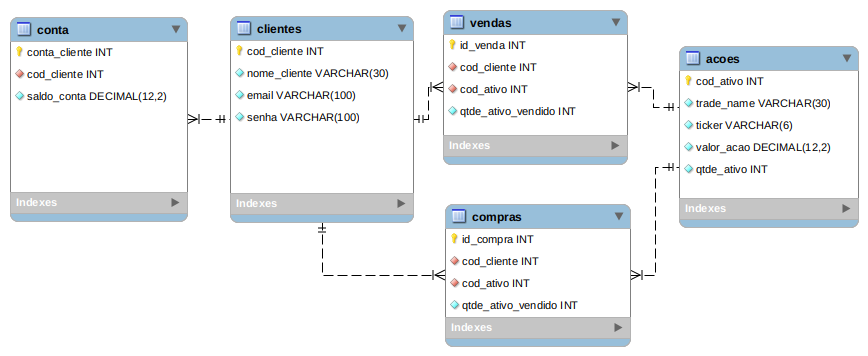 conta
conta_cliente INT
cod_cliente INT
saldo_conta DECIMAL(12,2)
Indexes
clientes
cod_cliente INT
nome_cliente VARCHAR(30)
email VARCHAR(100)
senha VARCHAR(100)
Indexes
vendas
id_venda INT
cod_cliente INT
cod_ativo INT
qtde_ativo_vendido INT
Indexes
compras
id_compra INT
cod_cliente INT
cod_ativo INT
qtde_ativo_vendido INT
Indexes
acoes
cod_ativo INT
trade_name VARCHAR(30)
ticker VARCHAR(6)
valor_acao DECIMAL(12,2)
qtde_ativo INT
Indexes